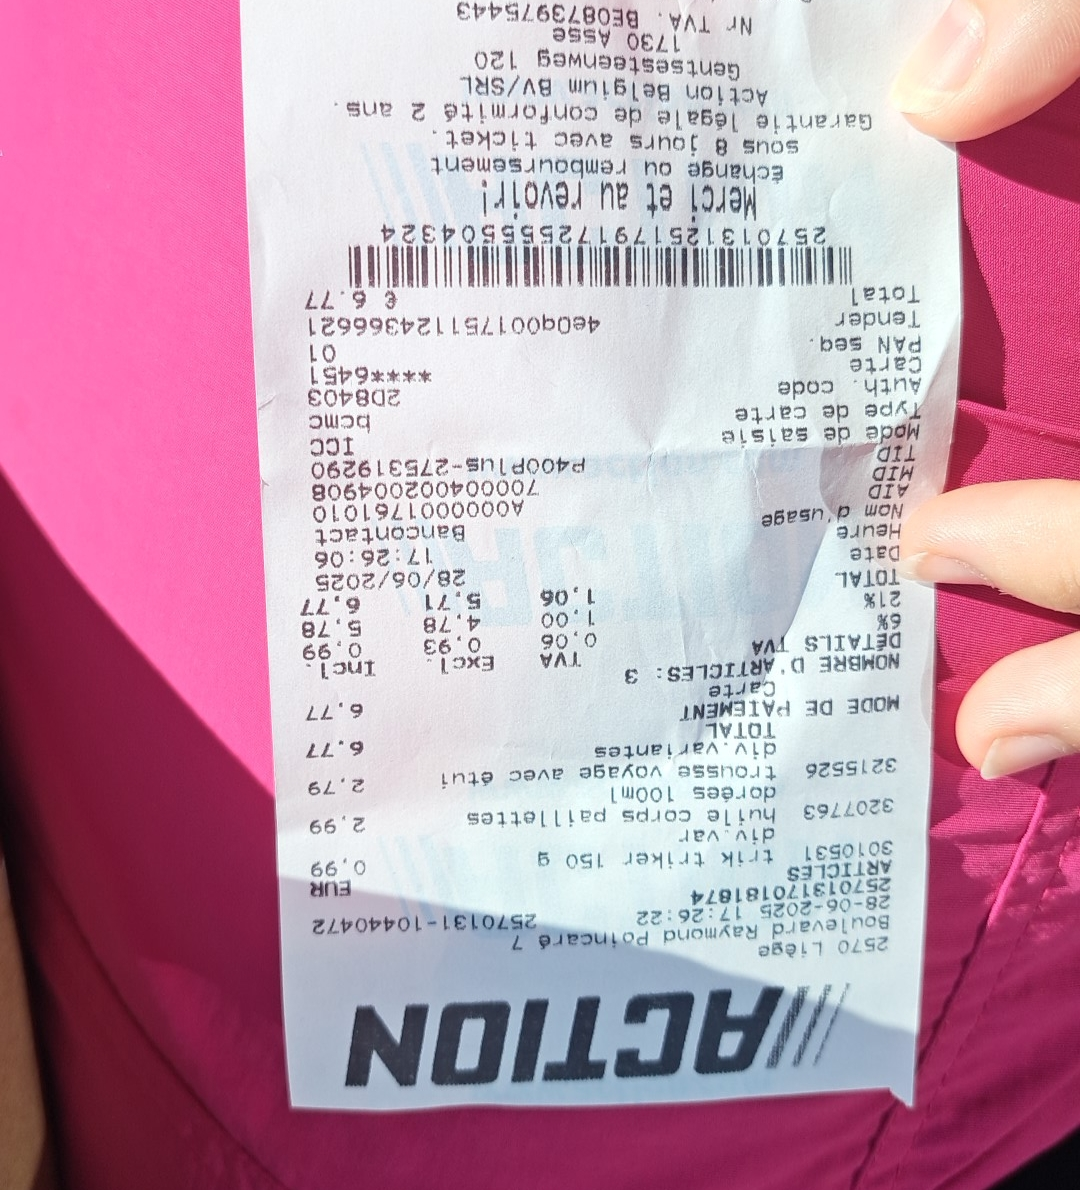 ACTION
2570 Liège
Boulevard Raymond Poincaré 7
28-06-2025 17:26:22 2570131-10440472
257013170181874
ARTICLES EUR
3010531 trik triker 150 g 0,99
div.var
3207763 huile corps paillettes 2,99
dorées 100ml
3215526 trousse voyage avec étui 2,79
div.variantes
TOTAL 6,77
MODE DE PAIEMENT
Carte 6,77
NOMBRE D'ARTICLES: 3
DÉTAILS TVA TVA Excl. Incl.
6% 0,06 0,93 0,99
21% 1,00 4,78 5,78
TOTAL 1,06 5,71 6,77
Date 28/06/2025
Heure 17:26:06
Nom d'usage Bancontact
AID A0000001761010
MID 700004002004908
TID P400Plus-275319290
Mode de saisie ICC
Type de carte bcmc
Auth. code 2D8403
Carte ****6451
PAN seq. 01
Tender 4e0q001751124366621
Total € 6.77
Merci et au revoir!
Échange ou remboursement
sous 8 jours avec ticket.
Garantie légale de conformité 2 ans.
Action Belgium BV/SRL
Gentsesteenweg 120
1730 Asse
Nr TVA. BE0873975443